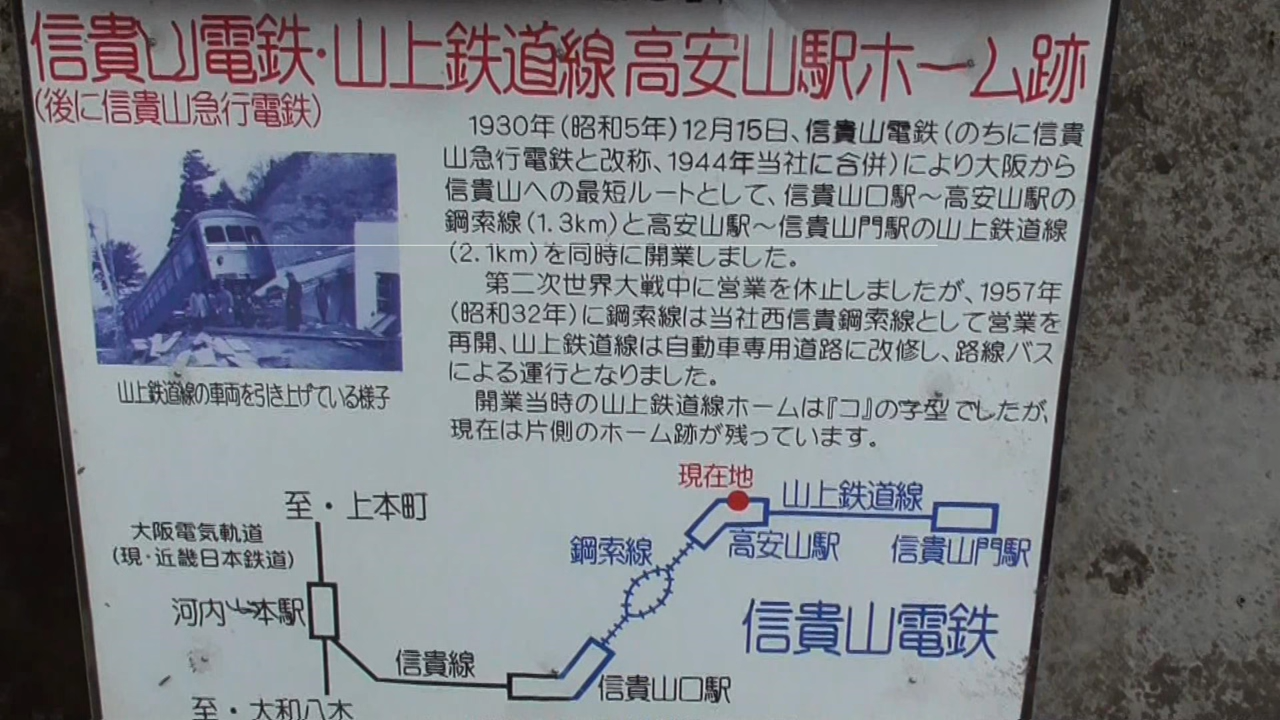 信貴山電鉄・山上鉄道線 高安山駅ホーム跡
(後に信貴山急行電鉄)
1930年(昭和5年)12月15日、信貴山電鉄(のちに信貴
山急行電鉄と改称、1944年当社に合併)により大阪から
信貴山への最短ルートとして、信貴山口駅～高安山駅の
鋼索線(1.3km)と高安山駅～信貴山門駅の山上鉄道線
(2.1km)を同時に開業しました。
第二次世界大戦中に営業を休止しましたが、1957年
(昭和32年)に鋼索線は当社西信貴鋼索線として営業を
再開、山上鉄道線は自動車専用道路に改修し、路線バス
による運行となりました。
開業当時の山上鉄道線ホームは『コ』の字型でしたが、
現在は片側のホーム跡が残っています。
山上鉄道線の車両を引き上げている様子
現在地
山上鉄道線
至・上本町
大阪電気軌道
(現・近畿日本鉄道)
鋼索線
高安山駅
信貴山門駅
河内山本駅
信貴山電鉄
信貴線
信貴山口駅
至・大和八木